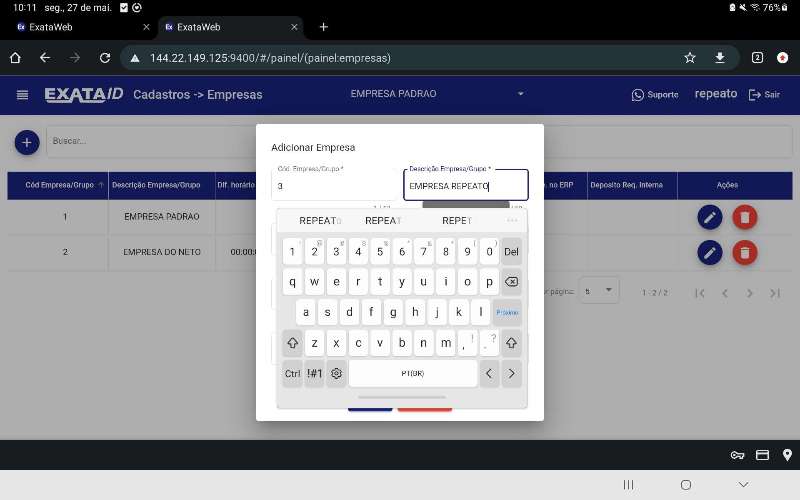 10:11 seg., 27 de mai.
76%
Ex ExataWeb
Ex ExataWeb
144.22.149.125:9400/#/painel/(painel:empresas)
2
EXATA ID Cadastros -> Empresas
EMPRESA PADRAO
Suporte
repeato
Sair
Buscar...
Cód Empresa/Grupo
Descrição Empresa/Grupo
Dif. horário
no ERP
Deposito Req. Interna
Ações
1
EMPRESA PADRAO
2
EMPRESA DO NETO
00:00:
página:
5
1 - 2 / 2
Adicionar Empresa
Cód. Empresa/Grupo *
3
Descrição Empresa/Grupo *
EMPRESA REPEATO
REPEATO REPEAT REPET ...
1 2 3 4 5 6 7 8 9 0 Del
q w e r t y u i o p
a s d f g h j k l Próximo
z x c v b n m , ! . ?
Ctrl !#1 PT(BR) < >